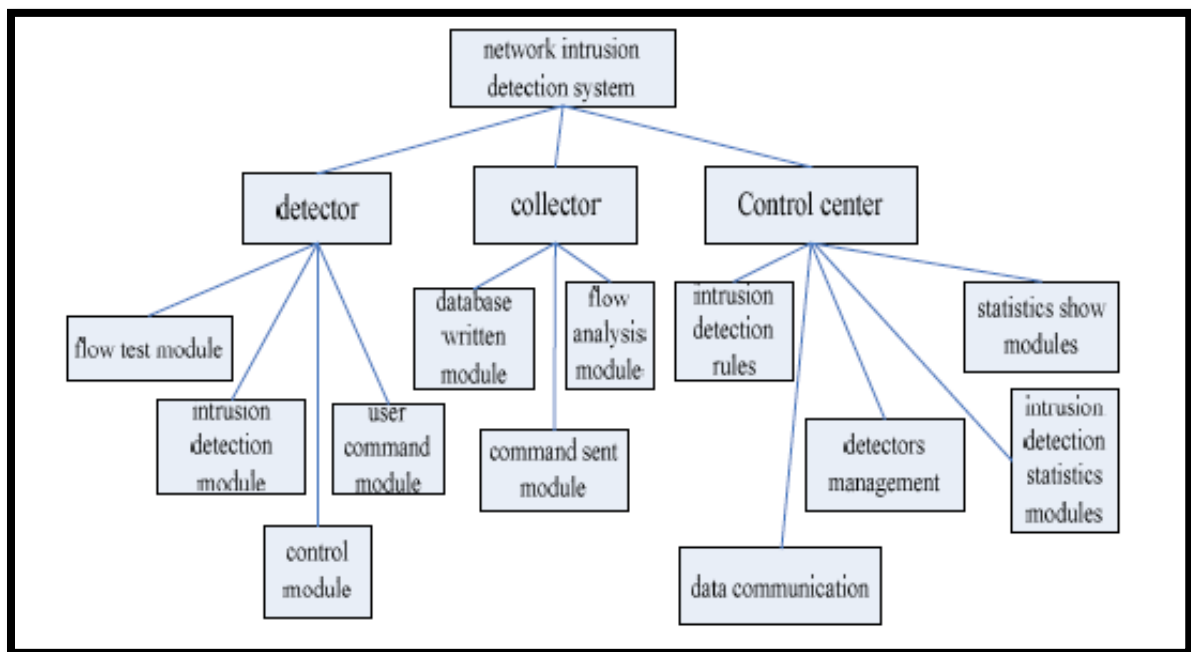 network intrusion
detection system
detector
collector
Control center
flow test module
intrusion
detection
module
control
module
user
command
module
database
written
module
command sent
module
flow
analysis
module
intrusion
detection
rules
data communication
detectors
management
intrusion
detection
statistics
modules
statistics show
modules